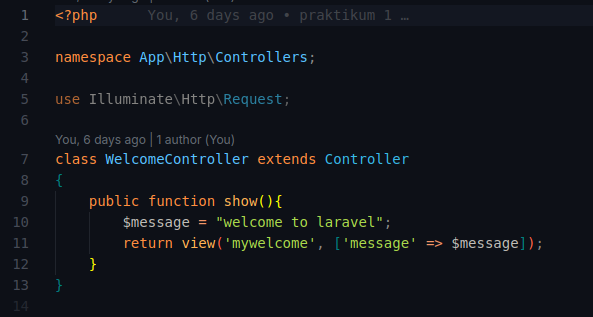 1 <?php You, 6 days ago • praktikum 1 …
2
3 namespace App\Http\Controllers;
4
5 use Illuminate\Http\Request;
6
You, 6 days ago | 1 author (You)
7 class WelcomeController extends Controller
8 {
9 public function show(){
10 $message = "welcome to laravel";
11 return view('mywelcome', ['message' => $message]);
12 }
13 }
14